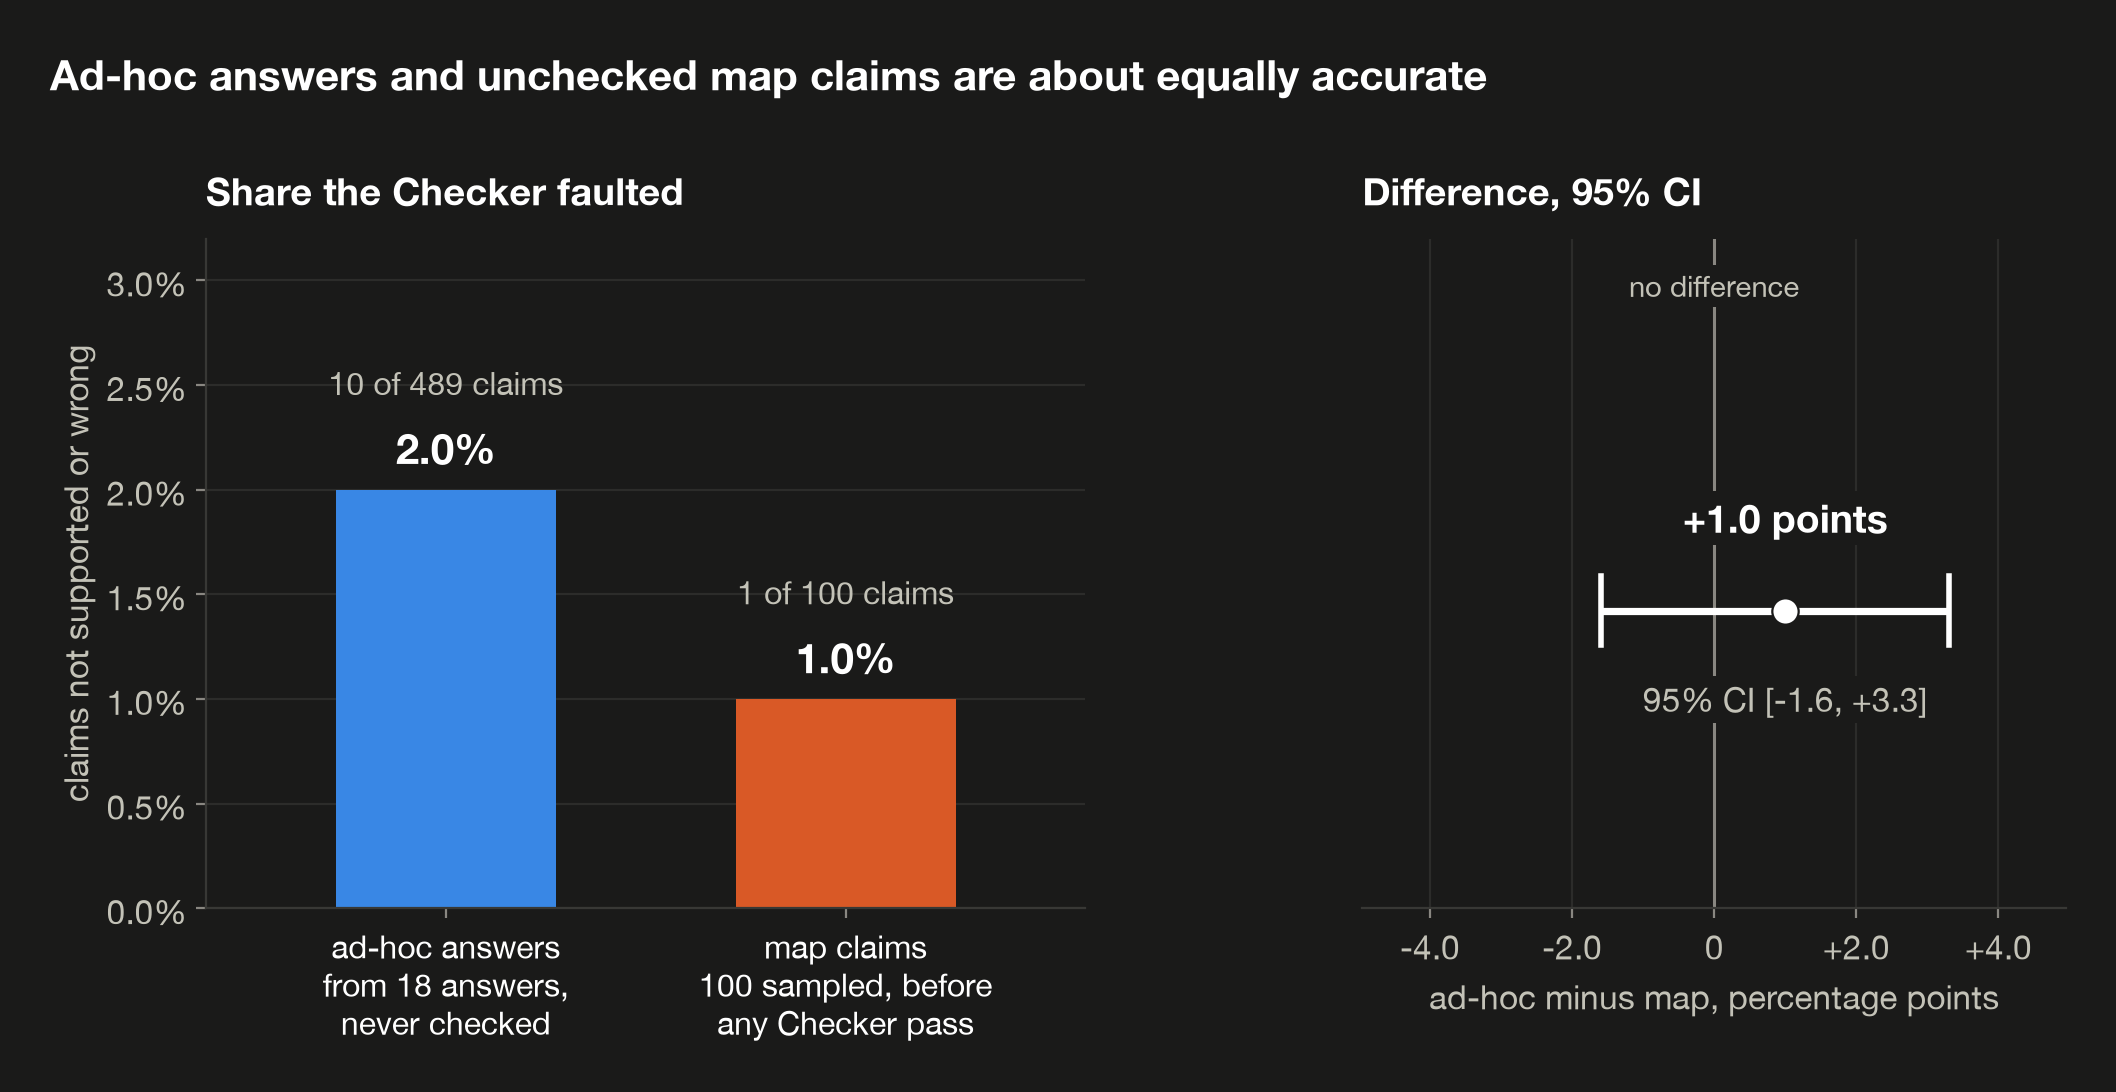 Ad-hoc answers and unchecked map claims are about equally accurate
Share the Checker faulted
claims not supported or wrong
3.0%
2.5%
2.0%
1.5%
1.0%
0.5%
0.0%
10 of 489 claims
2.0%
1 of 100 claims
1.0%
ad-hoc answers
from 18 answers,
never checked
map claims
100 sampled, before
any Checker pass
Difference, 95% CI
no difference
+1.0 points
95% CI [-1.6, +3.3]
-4.0
-2.0
0
+2.0
+4.0
ad-hoc minus map, percentage points